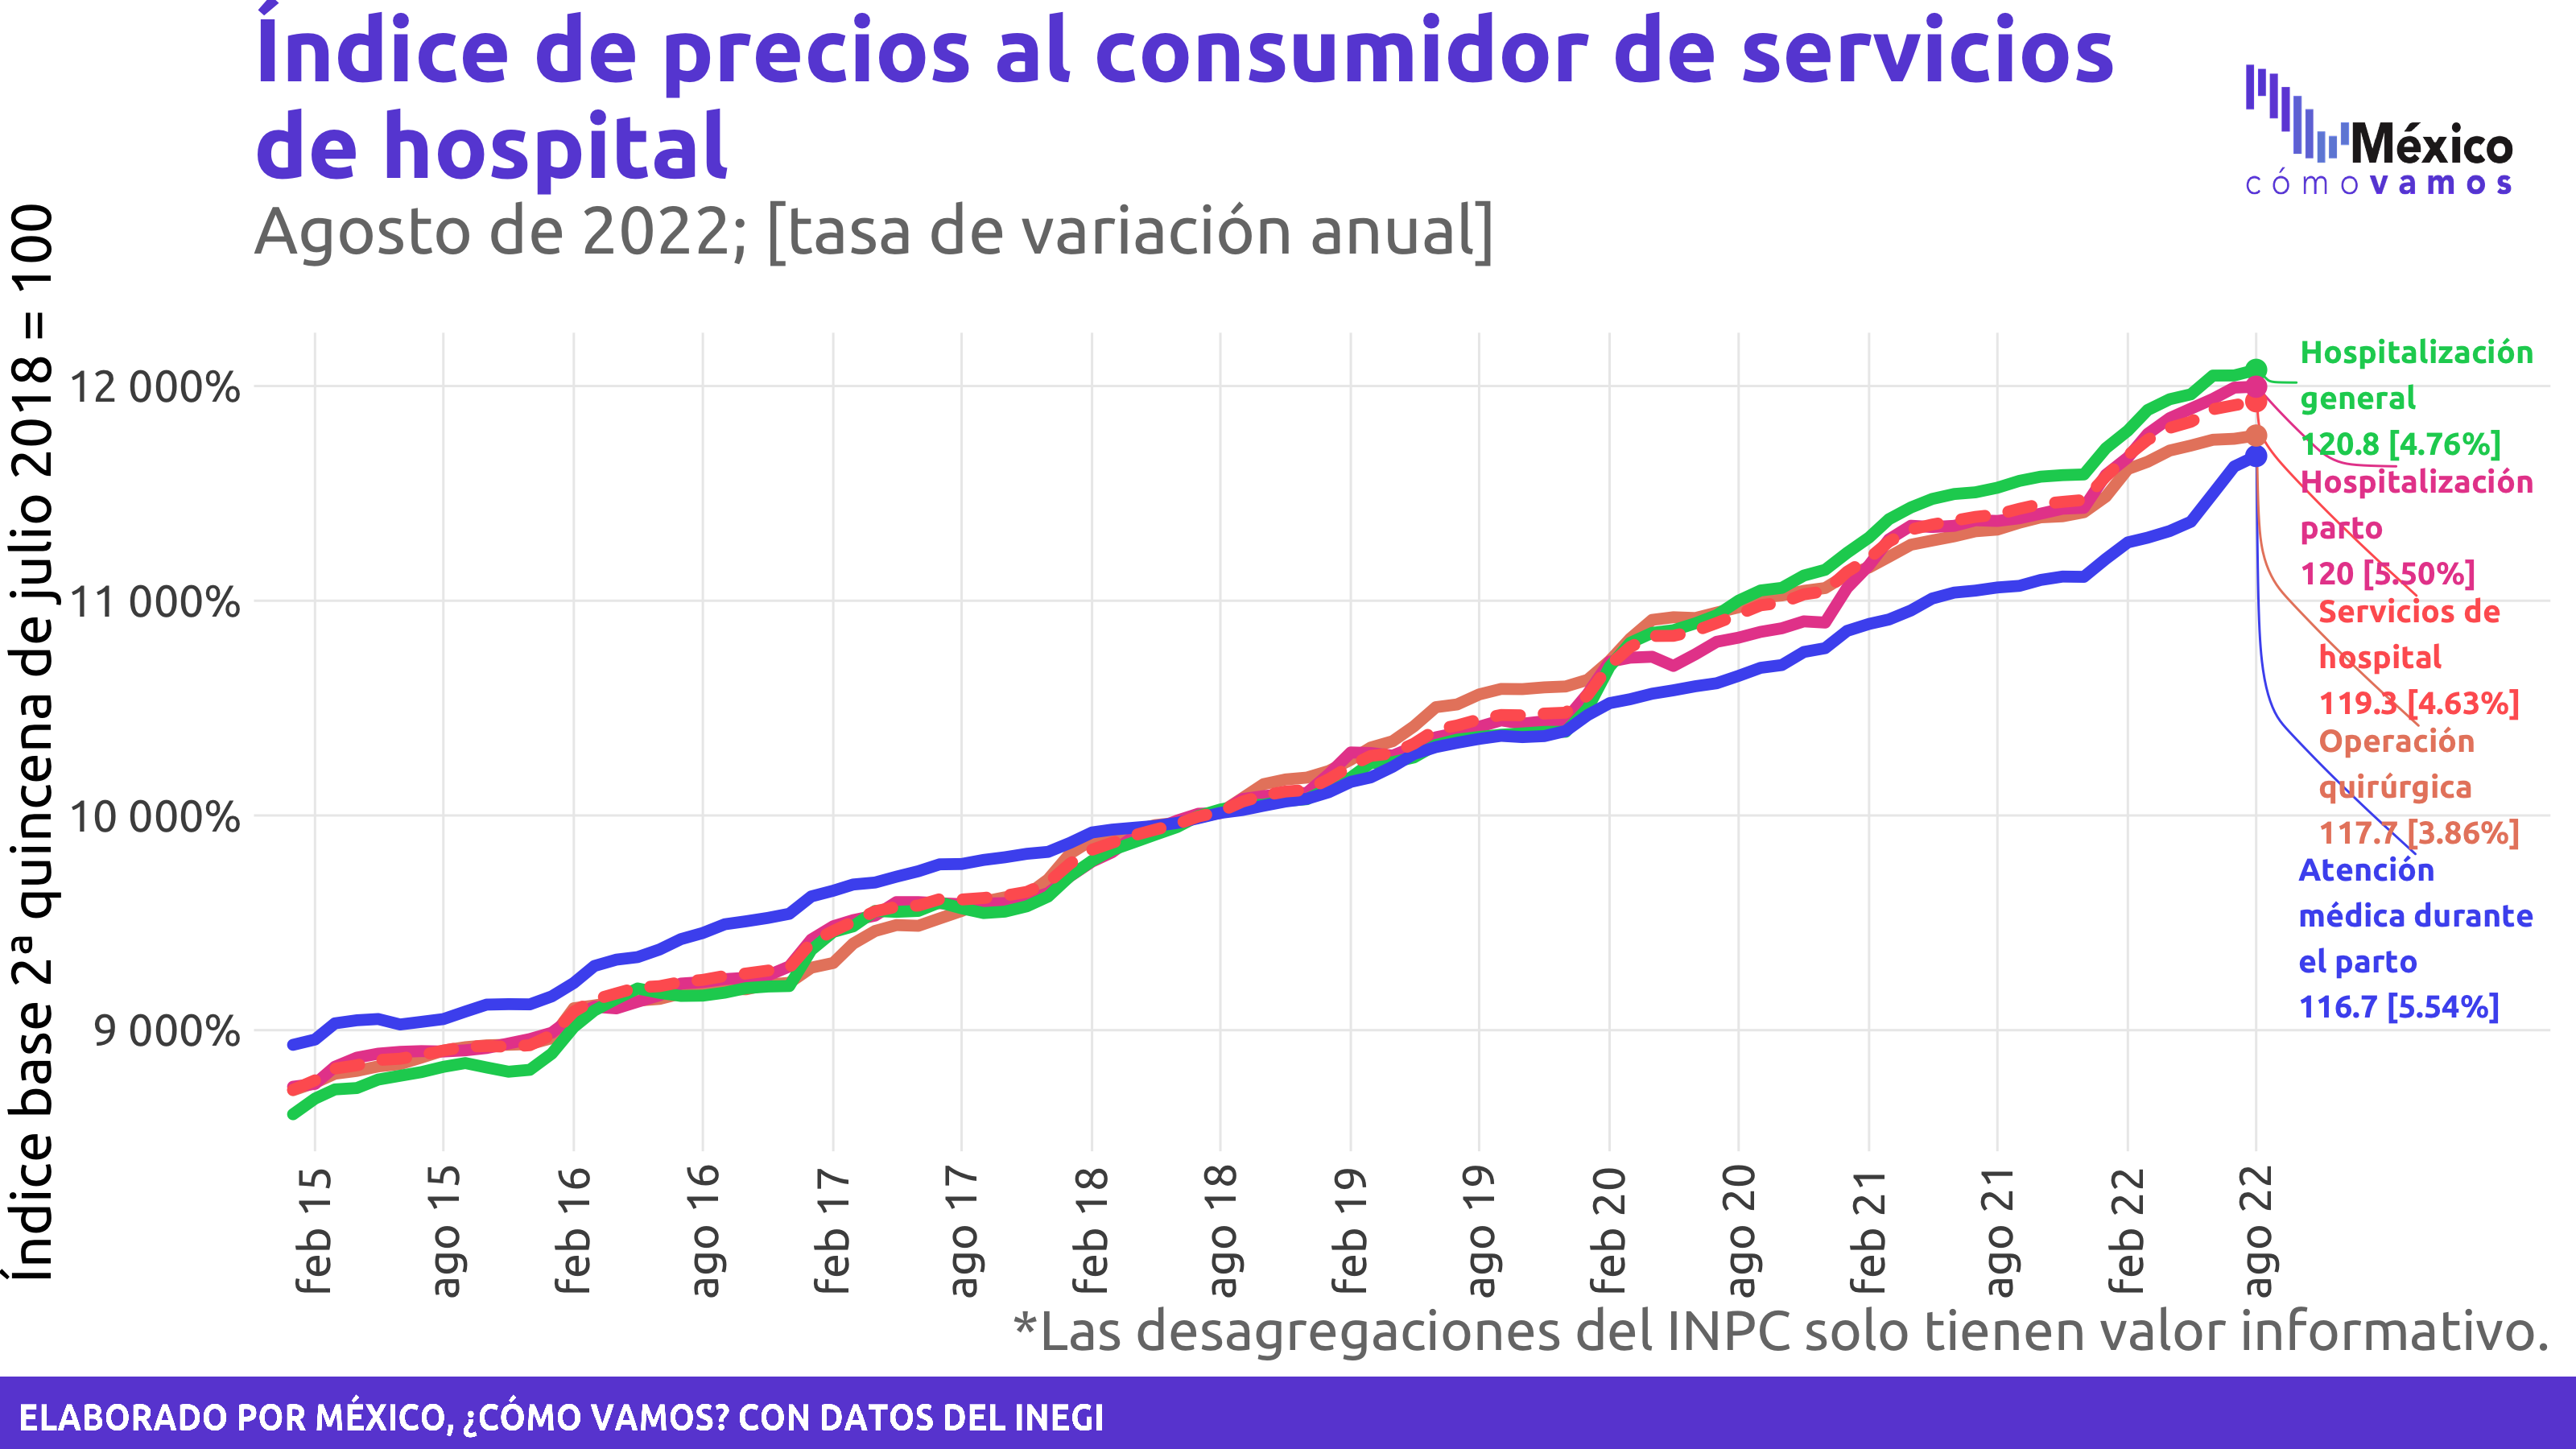 Índice de precios al consumidor de servicios
de hospital
Agosto de 2022; [tasa de variación anual]
México
cómo vamos
Índice base 2ª quincena de julio 2018 = 100
12 000%
11 000%
10 000%
9 000%
Hospitalización
general
120.8 [4.76%]
Hospitalización
parto
120 [5.50%]
Servicios de
hospital
119.3 [4.63%]
Operación
quirúrgica
117.7 [3.86%]
Atención
médica durante
el parto
116.7 [5.54%]
feb 15
ago 15
feb 16
ago 16
feb 17
ago 17
feb 18
ago 18
feb 19
ago 19
feb 20
ago 20
feb 21
ago 21
feb 22
ago 22
*Las desagregaciones del INPC solo tienen valor informativo.
ELABORADO POR MÉXICO, ¿CÓMO VAMOS? CON DATOS DEL INEGI